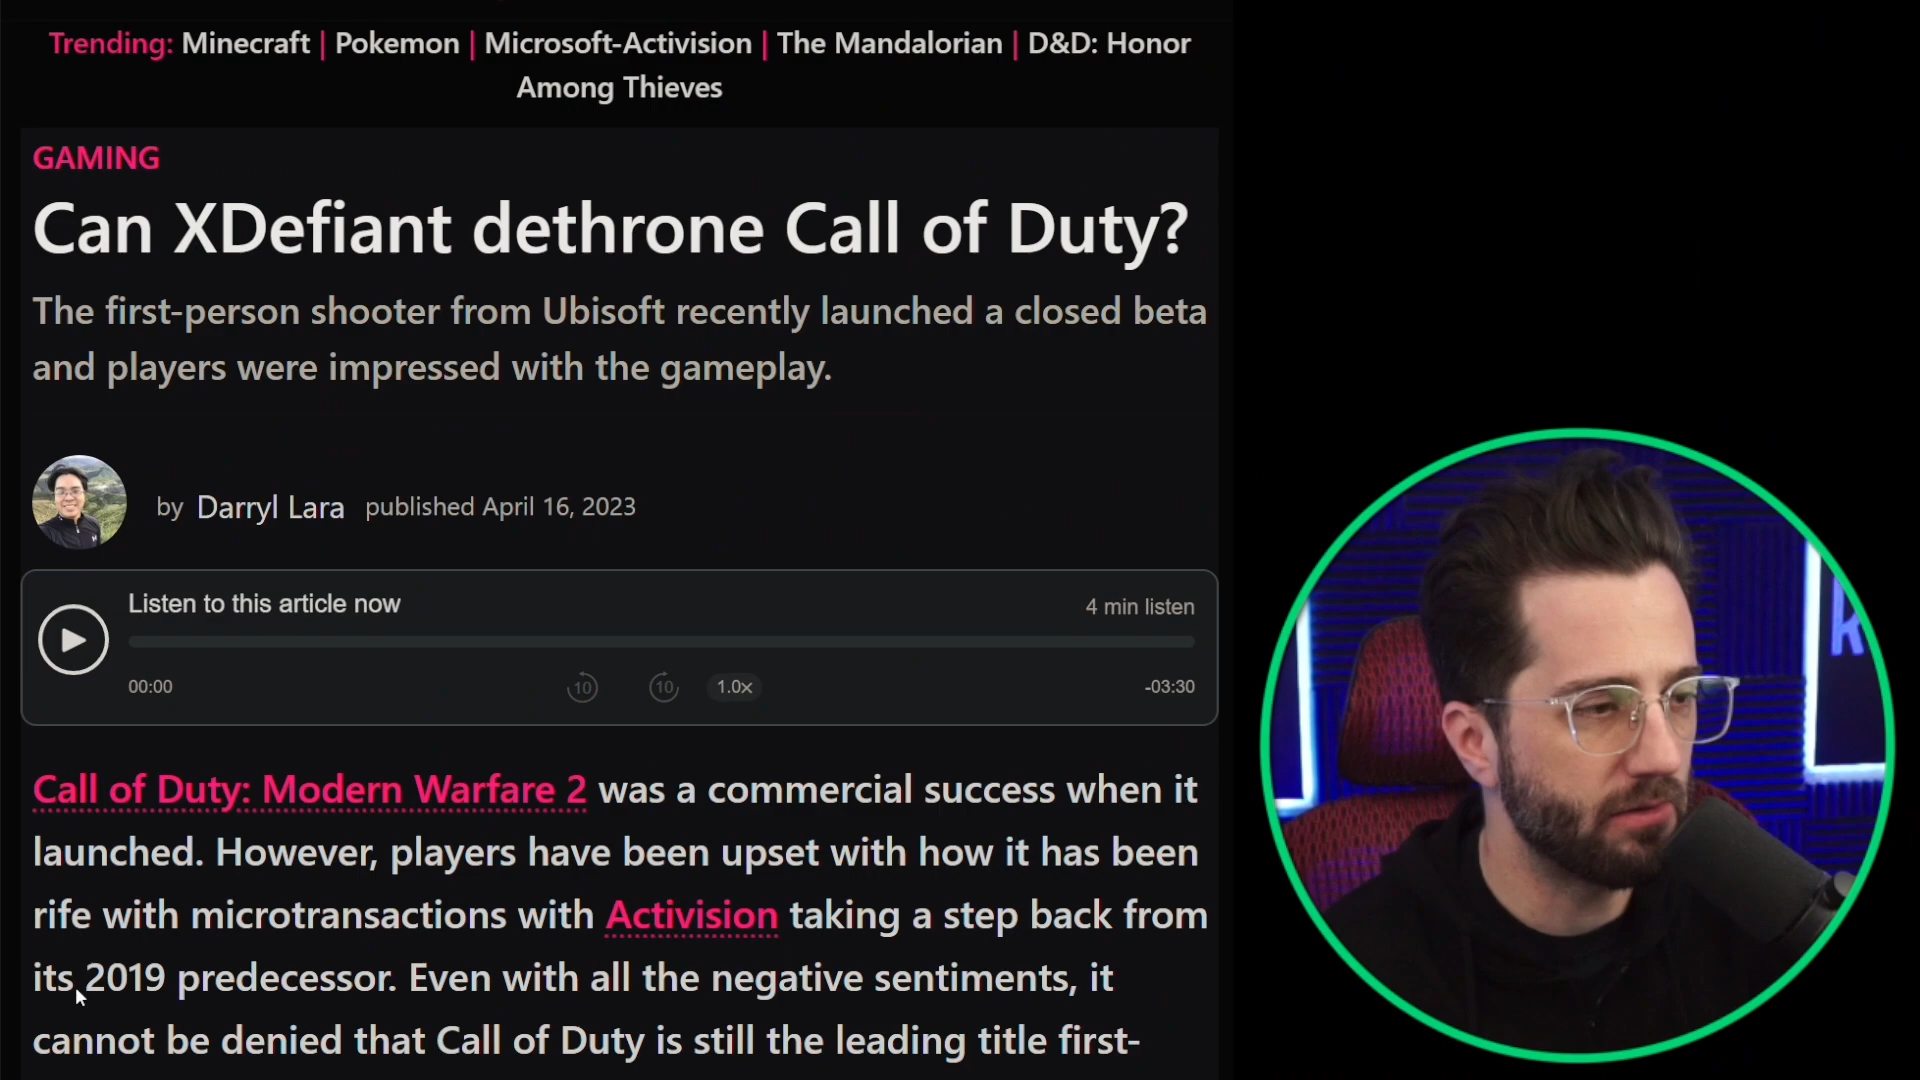 Trending: Minecraft | Pokemon | Microsoft-Activision | The Mandalorian | D&D: Honor
Among Thieves
GAMING
Can XDefiant dethrone Call of Duty?
The first-person shooter from Ubisoft recently launched a closed beta
and players were impressed with the gameplay.
by Darryl Lara published April 16, 2023
Listen to this article now
4 min listen
00:00
10
10
1.0x
-03:30
Call of Duty: Modern Warfare 2 was a commercial success when it
launched. However, players have been upset with how it has been
rife with microtransactions with Activision taking a step back from
its 2019 predecessor. Even with all the negative sentiments, it
cannot be denied that Call of Duty is still the leading title first-